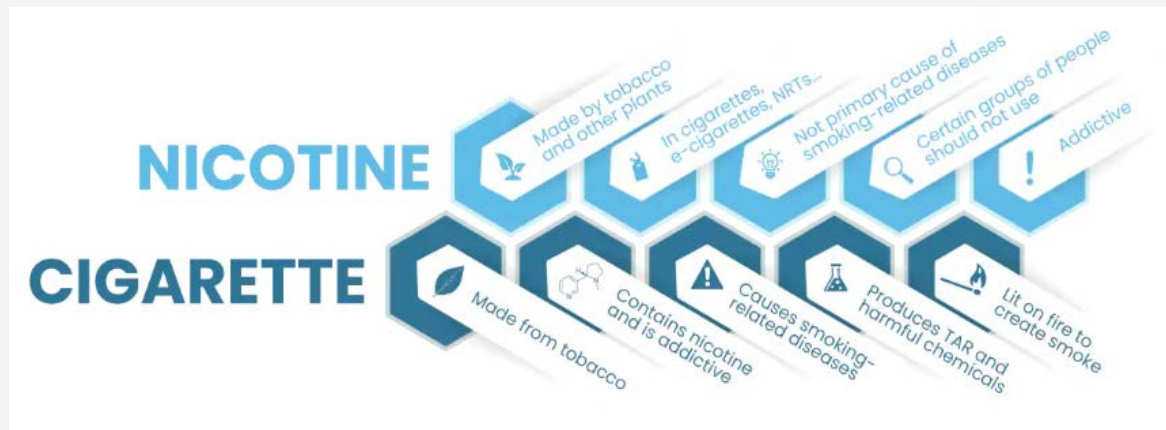 NICOTINE
Made by tobacco
and other plants
In cigarettes,
e-cigarettes, NRTs...
Not primary cause of
smoking-related diseases
Certain groups of people
should not use
Addictive
CIGARETTE
Made from tobacco
Contains nicotine
and is addictive
Causes smoking-
related diseases
Produces TAR and
harmful chemicals
Lit on fire to
create smoke